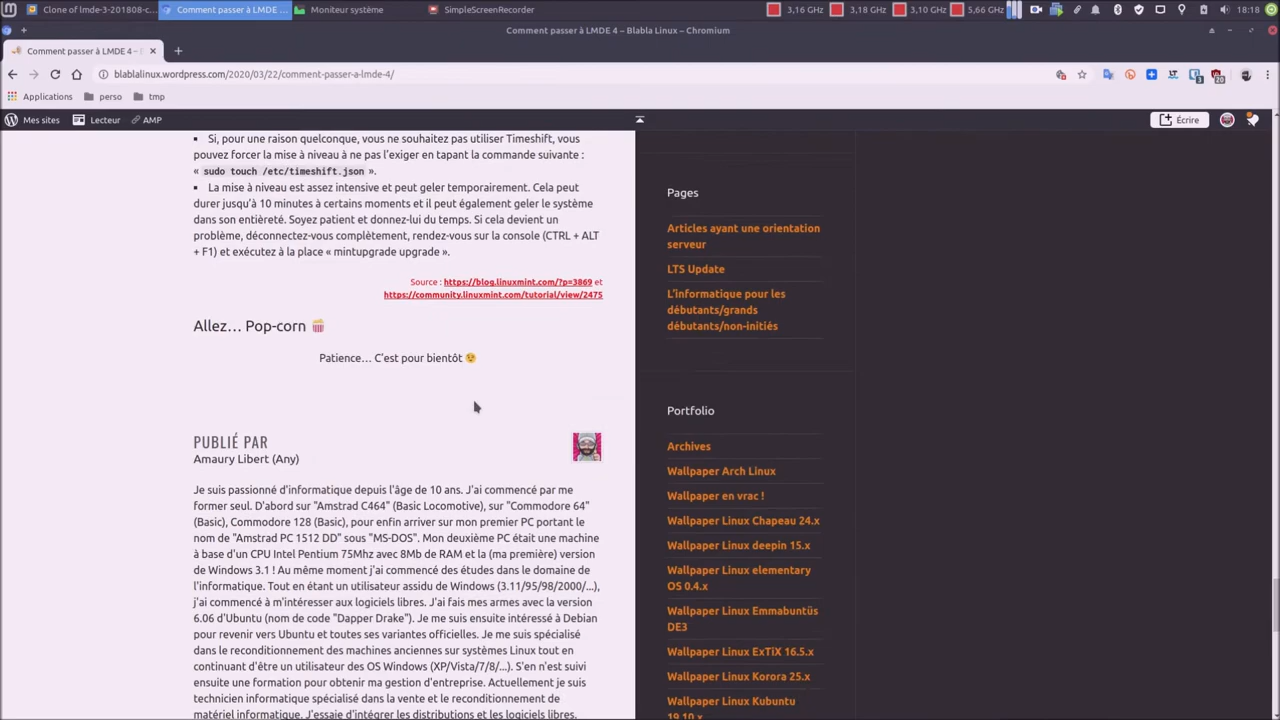 Clone of lmde-3-201808-c...
Comment passer à LMDE 4 ...
Moniteur système
SimpleScreenRecorder
3,16 GHz
3,18 GHz
3,10 GHz
5,66 GHz
18:18
Comment passer à LMDE 4 – Blabla Linux – Chromium
Comment passer à LMDE 4 – B
blablalinux.wordpress.com/2020/03/22/comment-passer-a-lmde-4/
Applications
perso
tmp
Mes sites
Lecteur
AMP
Écrire
▪ Si, pour une raison quelconque, vous ne souhaitez pas utiliser Timeshift, vous
pouvez forcer la mise à niveau à ne pas l'exiger en tapant la commande suivante :
« sudo touch /etc/timeshift.json ».
▪ La mise à niveau est assez intensive et peut geler temporairement. Cela peut
durer jusqu'à 10 minutes à certains moments et il peut également geler le système
dans son entièreté. Soyez patient et donnez-lui du temps. Si cela devient un
problème, déconnectez-vous complètement, rendez-vous sur la console (CTRL + ALT
+ F1) et exécutez à la place « mintupgrade upgrade ».
Source : https://blog.linuxmint.com/?p=3869 et
https://community.linuxmint.com/tutorial/view/2475
Allez… Pop-corn 🍿
Patience… C'est pour bientôt 😉
PUBLIÉ PAR
Amaury Libert (Any)
Je suis passionné d'informatique depuis l'âge de 10 ans. J'ai commencé par me
former seul. D'abord sur "Amstrad C464" (Basic Locomotive), sur "Commodore 64"
(Basic), Commodore 128 (Basic), pour enfin arriver sur mon premier PC portant le
nom de "Amstrad PC 1512 DD" sous "MS-DOS". Mon deuxième PC était une machine
à base d'un CPU Intel Pentium 75Mhz avec 8Mb de RAM et la (ma première) version
de Windows 3.1 ! Au même moment j'ai commencé des études dans le domaine de
l'informatique. Tout en étant un utilisateur assidu de Windows (3.11/95/98/2000/...),
j'ai commencé à m'intéresser aux logiciels libres. J'ai fais mes armes avec la version
6.06 d'Ubuntu (nom de code "Dapper Drake"). Je me suis ensuite intéressé à Debian
pour revenir vers Ubuntu et toutes ses variantes officielles. Je me suis spécialisé
dans le reconditionnement des machines anciennes sur systèmes Linux tout en
continuant d'être un utilisateur des OS Windows (XP/Vista/7/8/...). S'en n'est suivi
ensuite une formation pour obtenir ma gestion d'entreprise. Actuellement je suis
technicien informatique spécialisé dans la vente et le reconditionnement de
matériel informatique. J'essaie d'intégrer les distributions et les logiciels libres.
Pages
Articles ayant une orientation
serveur
LTS Update
L'informatique pour les
débutants/grands
débutants/non-initiés
Portfolio
Archives
Wallpaper Arch Linux
Wallpaper en vrac !
Wallpaper Linux Chapeau 24.x
Wallpaper Linux deepin 15.x
Wallpaper Linux elementary
OS 0.4.x
Wallpaper Linux Emmabuntüs
DE3
Wallpaper Linux ExTiX 16.5.x
Wallpaper Linux Korora 25.x
Wallpaper Linux Kubuntu
19.10.x